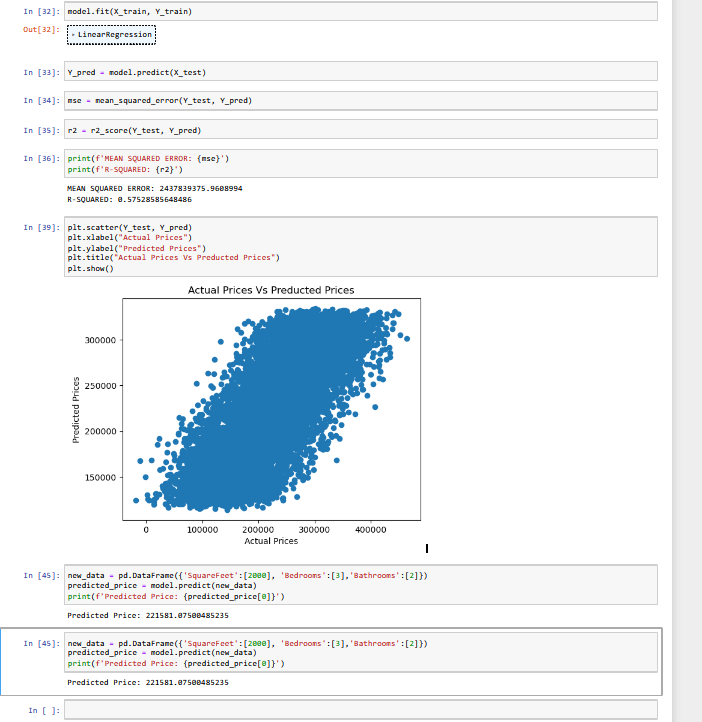 In [32]: model.fit(X_train, Y_train)
Out[32]: ▸ LinearRegression
In [33]: Y_pred = model.predict(X_test)
In [34]: mse = mean_squared_error(Y_test, Y_pred)
In [35]: r2 = r2_score(Y_test, Y_pred)
In [36]: print(f'MEAN SQUARED ERROR: {mse}')
print(f'R-SQUARED: {r2}')
MEAN SQUARED ERROR: 2437839375.9608994
R-SQUARED: 0.57528585648486
In [39]: plt.scatter(Y_test, Y_pred)
plt.xlabel("Actual Prices")
plt.ylabel("Predicted Prices")
plt.title("Actual Prices Vs Preducted Prices")
plt.show()
Actual Prices Vs Preducted Prices
Predicted Prices
300000
250000
200000
150000
0 100000 200000 300000 400000
Actual Prices
In [45]: new_data = pd.DataFrame({'SquareFeet':[2000], 'Bedrooms':[3],'Bathrooms':[2]})
predicted_price = model.predict(new_data)
print(f'Predicted Price: {predicted_price[0]}')
Predicted Price: 221581.07500485235
In [45]: new_data = pd.DataFrame({'SquareFeet':[2000], 'Bedrooms':[3],'Bathrooms':[2]})
predicted_price = model.predict(new_data)
print(f'Predicted Price: {predicted_price[0]}')
Predicted Price: 221581.07500485235
In [ ]: